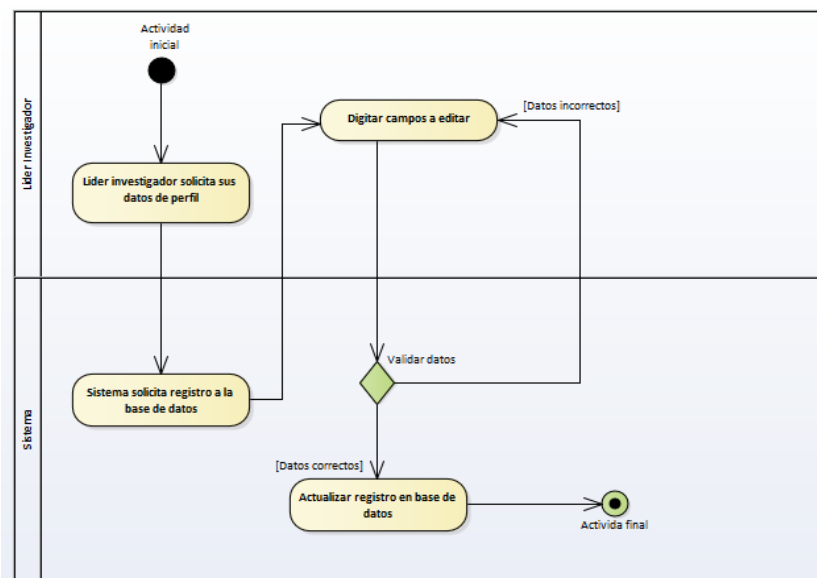 Actividad
inicial
Lider Investigador
Digitar campos a editar
[Datos incorrectos]
Lider investigador solicita sus
datos de perfil
Sistema
Sistema solicita registro a la
base de datos
Validar datos
[Datos correctos]
Actualizar registro en base de
datos
Activida final